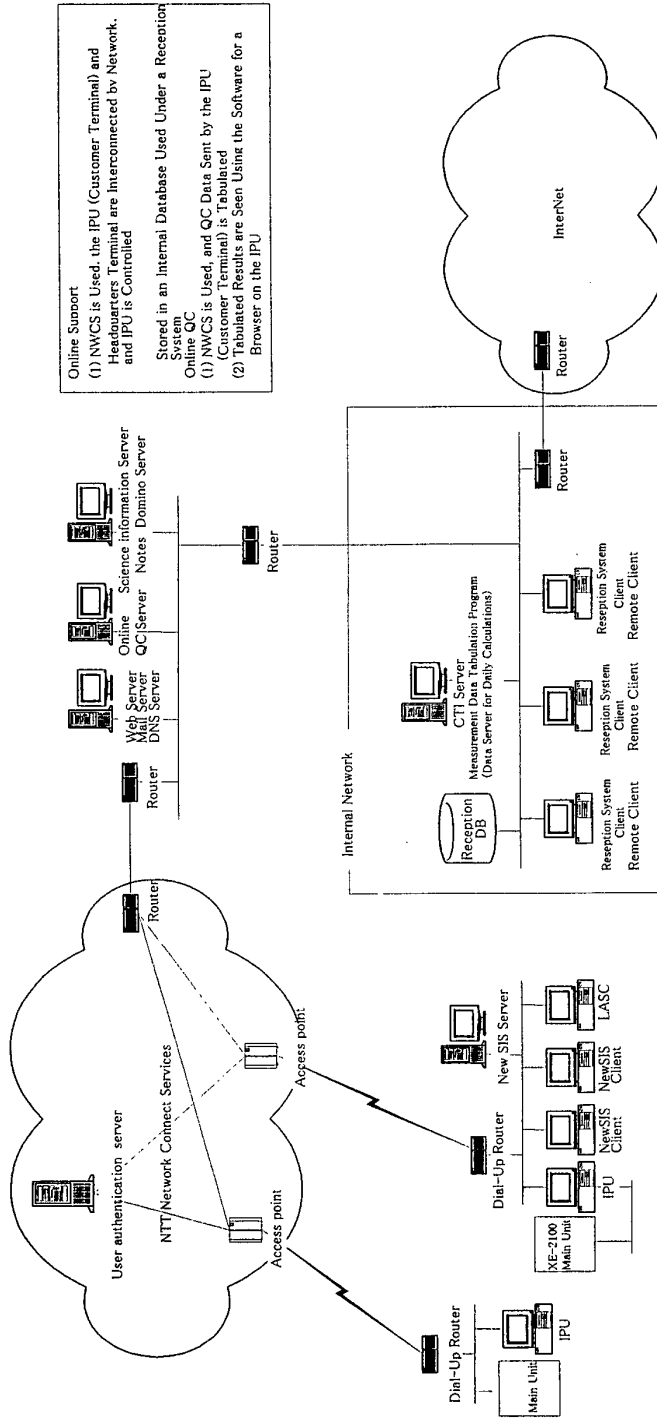 Online Support
(1) NWCS is Used. the IPU (Customer Terminal) and
Headquarters Terminal are Interconnected by Network.
and IPU is Controlled
Stored in an Internal Database Used Under a Reception
System
Online QC
(1) NWCS is Used, and QC Data Sent by the IPU
(Customer Terminal) is Tabulated
(2) Tabulated Results are Seen Using the Software for a
Browser on the IPU
User authentication server
NTT Network Connect Services
Access point
Access point
Router
Router
Web Server
Mail Server
DNS Server
Online
QC Server
Science information Server
Notes Domino Server
Router
Dial-Up Router
Main Unit
IPU
Dial-Up Router
New SIS Server
XE-2100
Main Unit
IPU
NewSIS
Client
NewSIS
Client
LASC
Internal Network
Reception
DB
CTI Server
Measurement Data Tabulation Program
(Data Server for Daily Calculations)
Reseption System
Client
Remote Client
Reseption System
Client
Remote Client
Reseption System
Client
Remote Client
Router
Router
InterNet